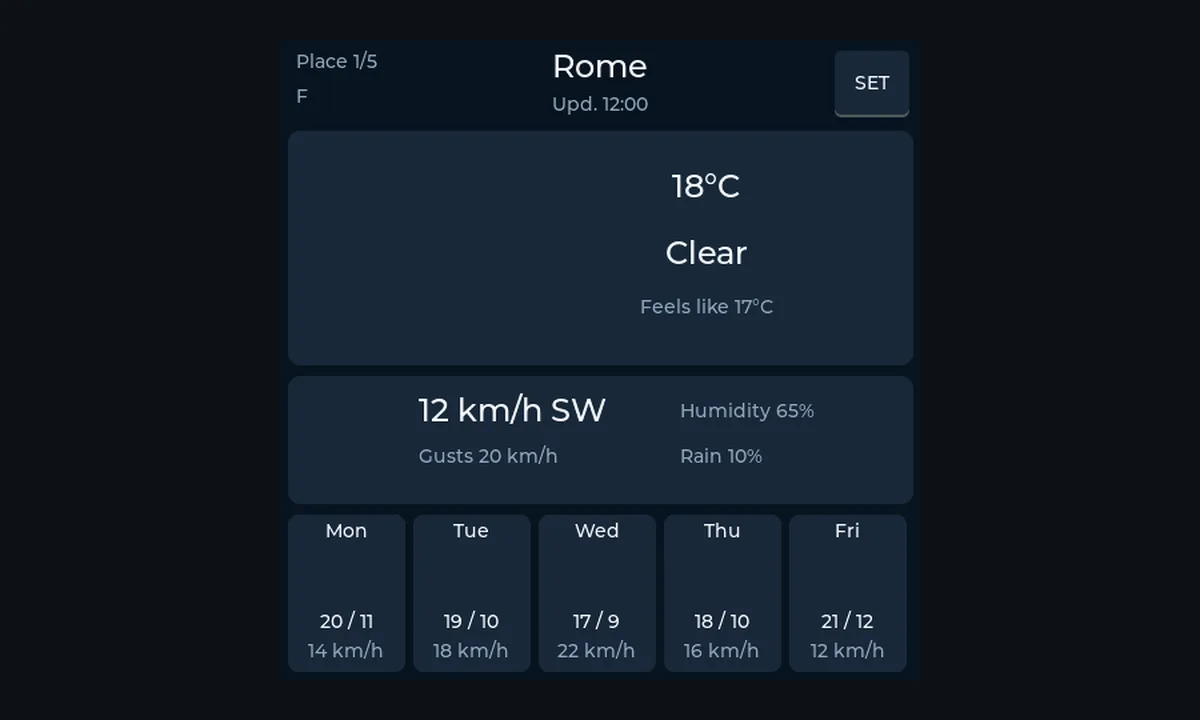 Place 1/5
F
Rome
Upd. 12:00
SET
18°C
Clear
Feels like 17°C
12 km/h SW
Gusts 20 km/h
Humidity 65%
Rain 10%
Mon
20 / 11
14 km/h
Tue
19 / 10
18 km/h
Wed
17 / 9
22 km/h
Thu
18 / 10
16 km/h
Fri
21 / 12
12 km/h